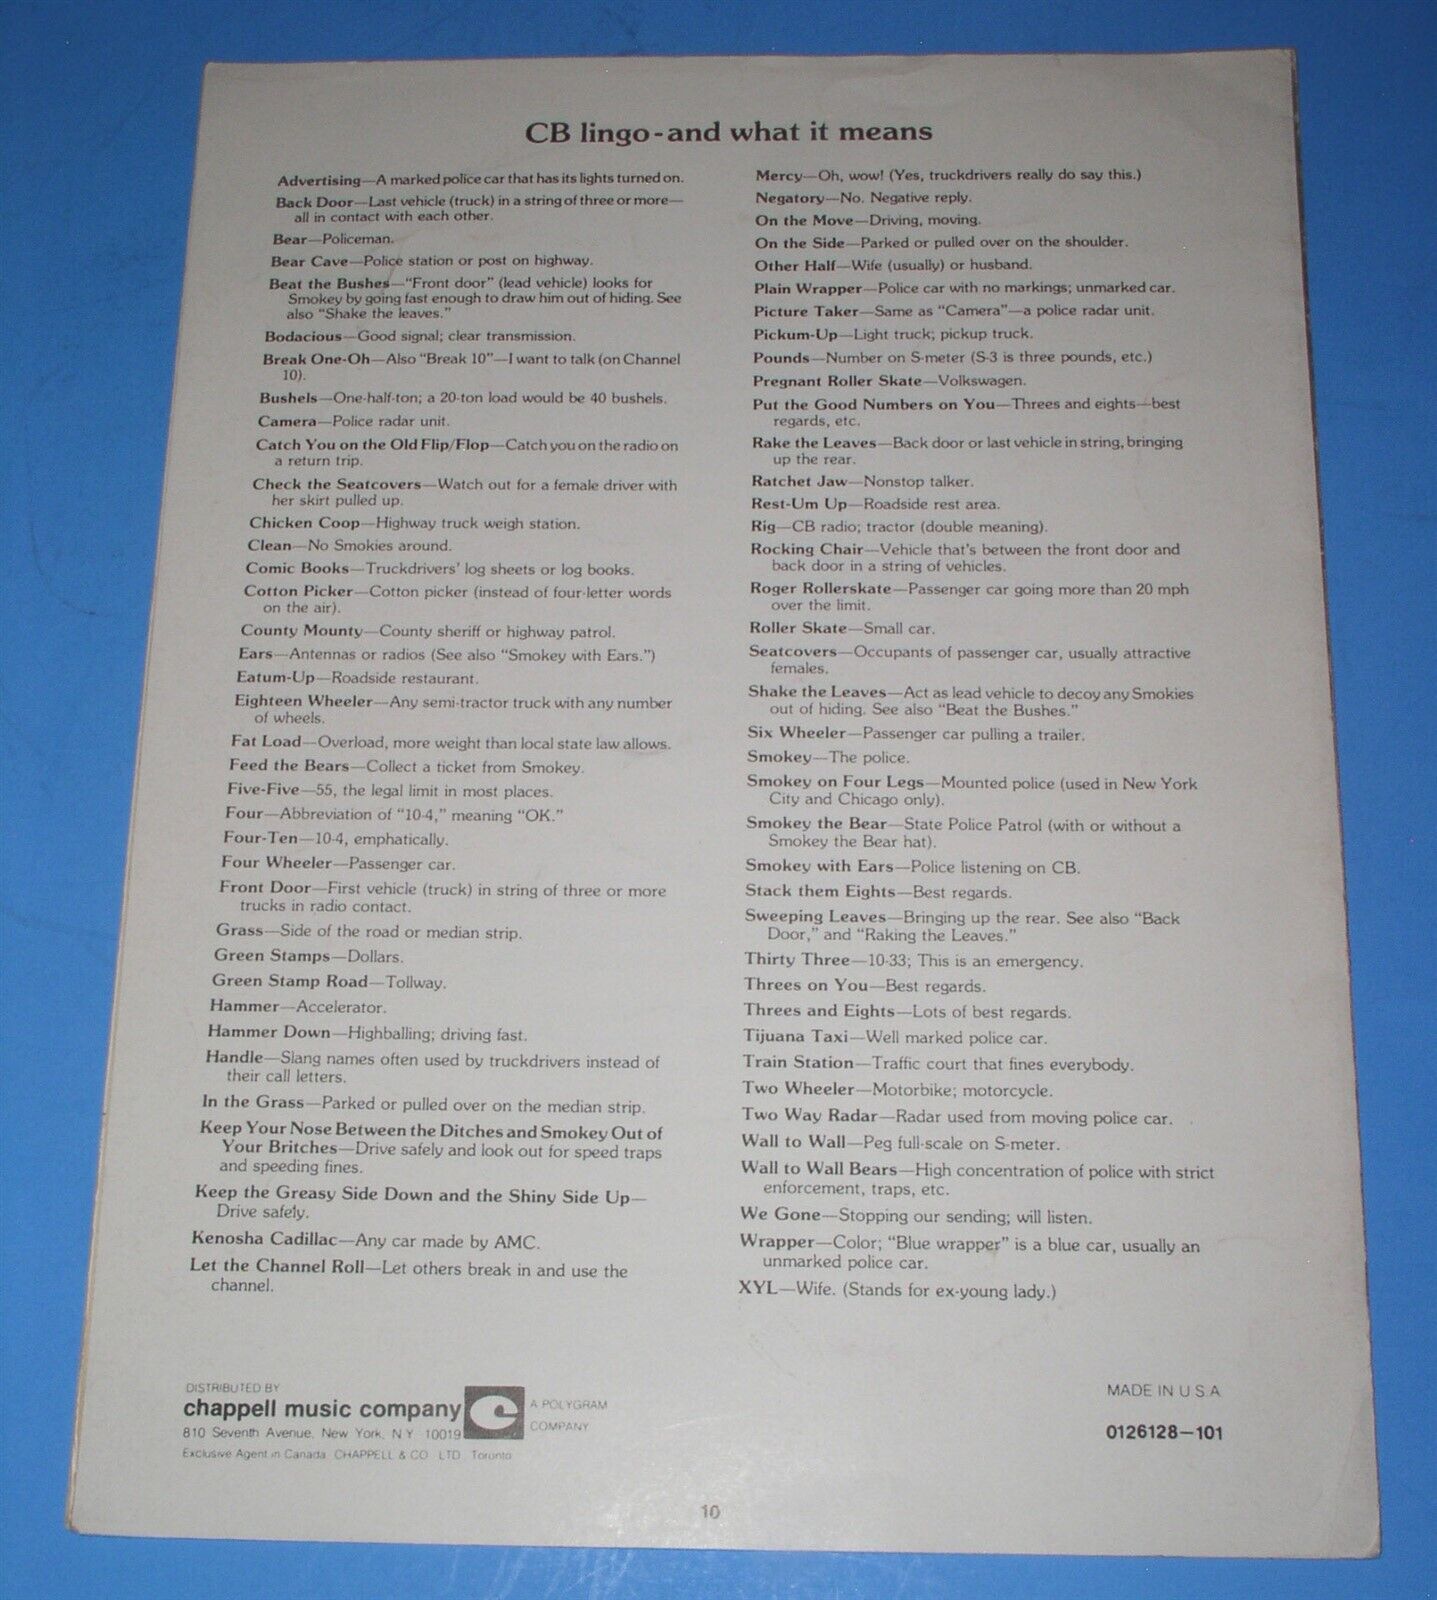 CB lingo-and what it means
Advertising—A marked police car that has its lights turned on.
Back Door—Last vehicle (truck) in a string of three or more—
all in contact with each other.
Bear—Policeman.
Bear Cave—Police station or post on highway.
Beat the Bushes—“Front door” (lead vehicle) looks for
Smokey by going fast enough to draw him out of hiding. See
also “Shake the leaves.”
Bodacious—Good signal; clear transmission.
Break One-Oh—Also “Break 10”—I want to talk (on Channel
10).
Bushels—One-half-ton; a 20-ton load would be 40 bushels.
Camera—Police radar unit.
Catch You on the Old Flip/Flop—Catch you on the radio on
a return trip.
Check the Seatcovers—Watch out for a female driver with
her skirt pulled up.
Chicken Coop—Highway truck weigh station.
Clean—No Smokies around.
Comic Books—Truckdrivers’ log sheets or log books.
Cotton Picker—Cotton picker (instead of four-letter words
on the air).
County Mounty—County sheriff or highway patrol.
Ears—Antennas or radios (See also “Smokey with Ears.”)
Eatum-Up—Roadside restaurant.
Eighteen Wheeler—Any semi-tractor truck with any number
of wheels.
Fat Load—Overload, more weight than local state law allows.
Feed the Bears—Collect a ticket from Smokey.
Five-Five—55, the legal limit in most places.
Four—Abbreviation of “10-4,” meaning “OK.”
Four-Ten—10-4, emphatically.
Four Wheeler—Passenger car.
Front Door—First vehicle (truck) in string of three or more
trucks in radio contact.
Grass—Side of the road or median strip.
Green Stamps—Dollars.
Green Stamp Road—Tollway.
Hammer—Accelerator.
Hammer Down—Highballing; driving fast.
Handle—Slang names often used by truckdrivers instead of
their call letters.
In the Grass—Parked or pulled over on the median strip.
Keep Your Nose Between the Ditches and Smokey Out of
Your Britches—Drive safely and look out for speed traps
and speeding fines.
Keep the Greasy Side Down and the Shiny Side Up—
Drive safely.
Kenosha Cadillac—Any car made by AMC.
Let the Channel Roll—Let others break in and use the
channel.
Mercy—Oh, wow! (Yes, truckdrivers really do say this.)
Negatory—No. Negative reply.
On the Move—Driving, moving.
On the Side—Parked or pulled over on the shoulder.
Other Half—Wife (usually) or husband.
Plain Wrapper—Police car with no markings; unmarked car.
Picture Taker—Same as “Camera”—a police radar unit.
Pickum-Up—Light truck; pickup truck.
Pounds—Number on S-meter (S-3 is three pounds, etc.)
Pregnant Roller Skate—Volkswagen.
Put the Good Numbers on You—Threes and eights—best
regards, etc.
Rake the Leaves—Back door or last vehicle in string, bringing
up the rear.
Ratchet Jaw—Nonstop talker.
Rest-Um Up—Roadside rest area.
Rig—CB radio; tractor (double meaning).
Rocking Chair—Vehicle that’s between the front door and
back door in a string of vehicles.
Roger Rollerskate—Passenger car going more than 20 mph
over the limit.
Roller Skate—Small car.
Seatcovers—Occupants of passenger car, usually attractive
females.
Shake the Leaves—Act as lead vehicle to decoy any Smokies
out of hiding. See also “Beat the Bushes.”
Six Wheeler—Passenger car pulling a trailer.
Smokey—The police.
Smokey on Four Legs—Mounted police (used in New York
City and Chicago only).
Smokey the Bear—State Police Patrol (with or without a
Smokey the Bear hat).
Smokey with Ears—Police listening on CB.
Stack them Eights—Best regards.
Sweeping Leaves—Bringing up the rear. See also “Back
Door,” and “Raking the Leaves.”
Thirty Three—10-33; This is an emergency.
Threes on You—Best regards.
Threes and Eights—Lots of best regards.
Tijuana Taxi—Well marked police car.
Train Station—Traffic court that fines everybody.
Two Wheeler—Motorbike; motorcycle.
Two Way Radar—Radar used from moving police car.
Wall to Wall—Peg full-scale on S-meter.
Wall to Wall Bears—High concentration of police with strict
enforcement, traps, etc.
We Gone—Stopping our sending; will listen.
Wrapper—Color; “Blue wrapper” is a blue car, usually an
unmarked police car.
XYL—Wife. (Stands for ex-young lady.)
DISTRIBUTED BY
chappell music company
810 Seventh Avenue, New York, N.Y. 10019
Exclusive Agent in Canada CHAPPELL & CO LTD Toronto
A POLYGRAM
COMPANY
MADE IN U.S.A.
0126128—101
10